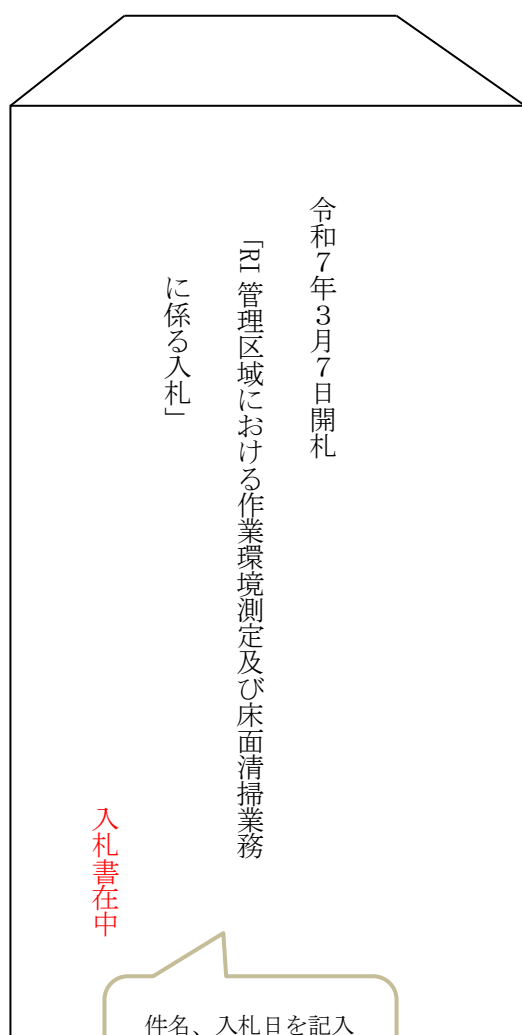 令和７年３月７日開札
「RI 管理区域における作業環境測定及び床面清掃業務
に係る入札」
入札書在中
件名、入札日を記入